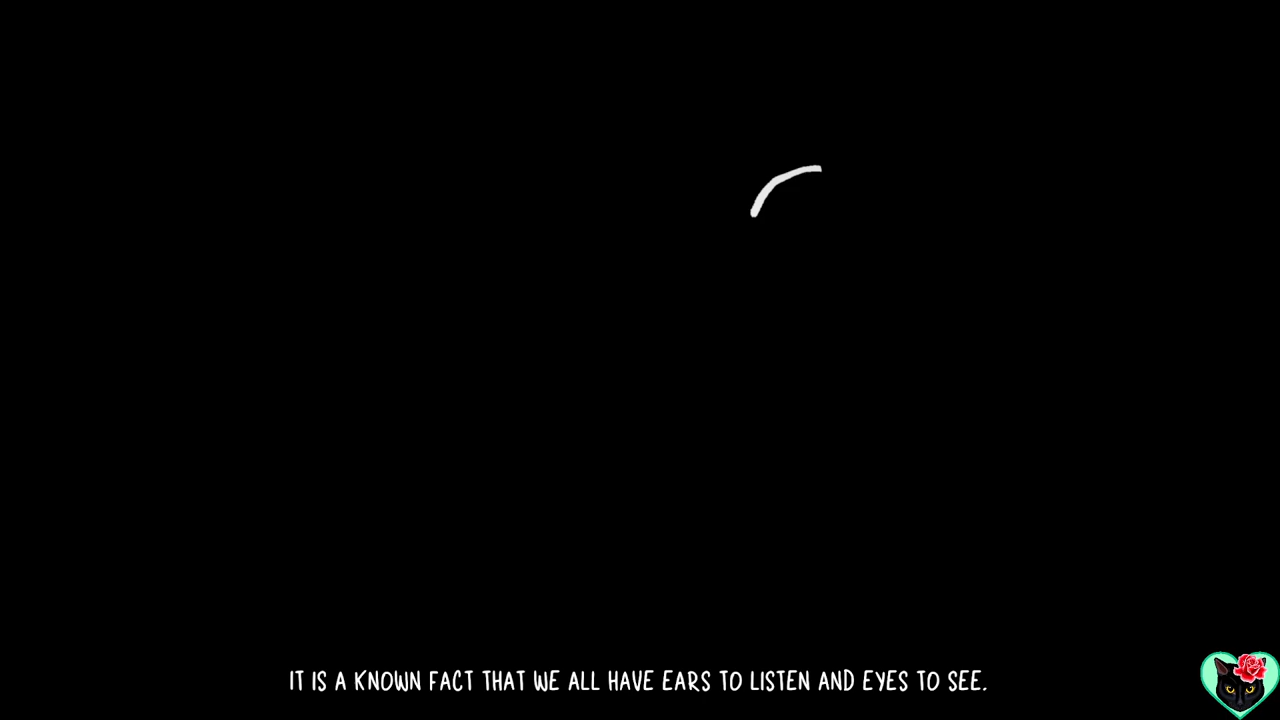 IT IS A KNOWN FACT THAT WE ALL HAVE EARS TO LISTEN AND EYES TO SEE.